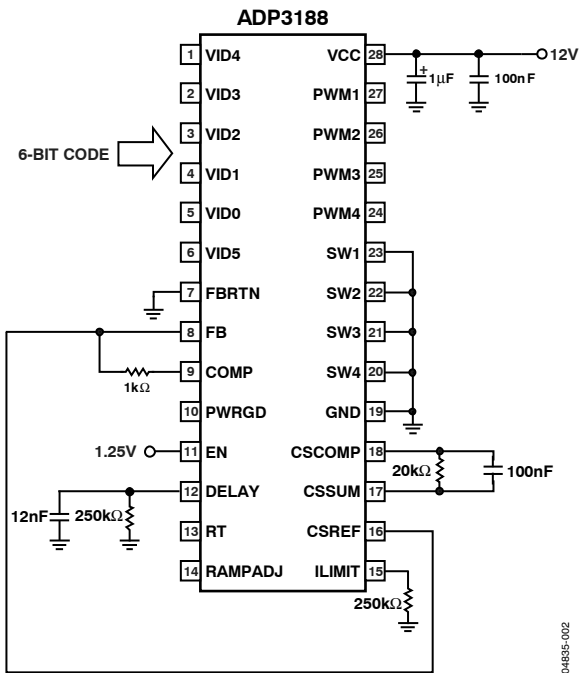 ADP3188
1 VID4
2 VID3
3 VID2
4 VID1
5 VID0
6 VID5
7 FBRTN
8 FB
9 COMP
10 PWRGD
11 EN
12 DELAY
13 RT
14 RAMPADJ
VCC 28
PWM1 27
PWM2 26
PWM3 25
PWM4 24
SW1 23
SW2 22
SW3 21
SW4 20
GND 19
CSCOMP 18
CSSUM 17
CSREF 16
ILIMIT 15
6-BIT CODE
1kΩ
1.25V
12nF
250kΩ
+
1μF
100nF
12V
20kΩ
100nF
250kΩ
04835-002